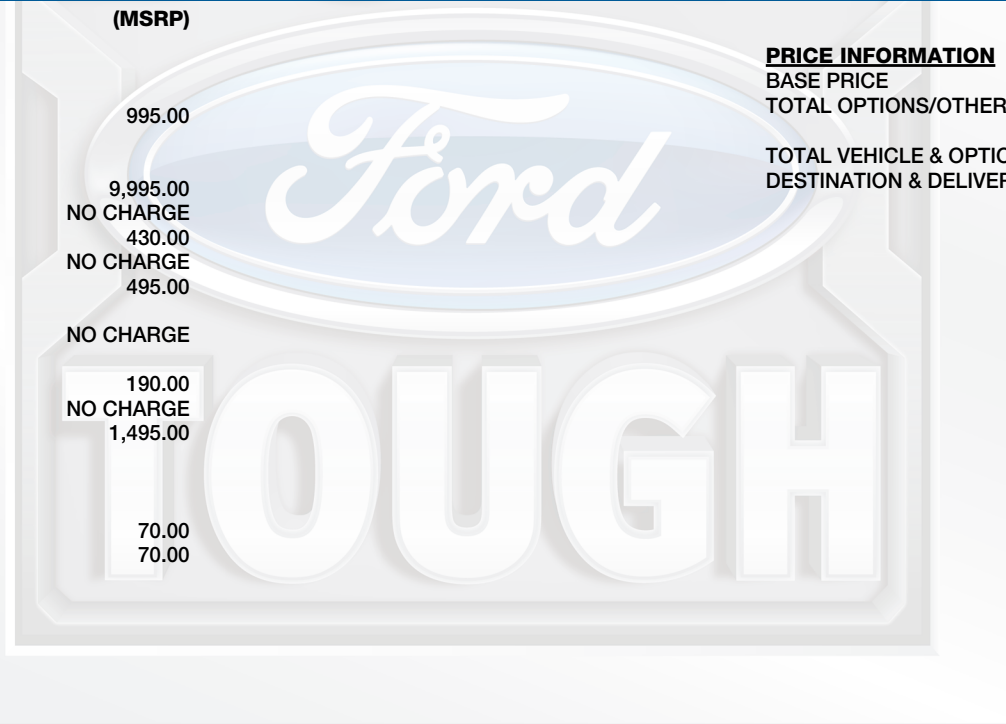 (MSRP)
995.00
9,995.00
NO CHARGE
430.00
NO CHARGE
495.00
NO CHARGE
190.00
NO CHARGE
1,495.00
70.00
70.00
PRICE INFORMATION
BASE PRICE
TOTAL OPTIONS/OTHER
TOTAL VEHICLE & OPTIO
DESTINATION & DELIVER
Ford
TOUGH